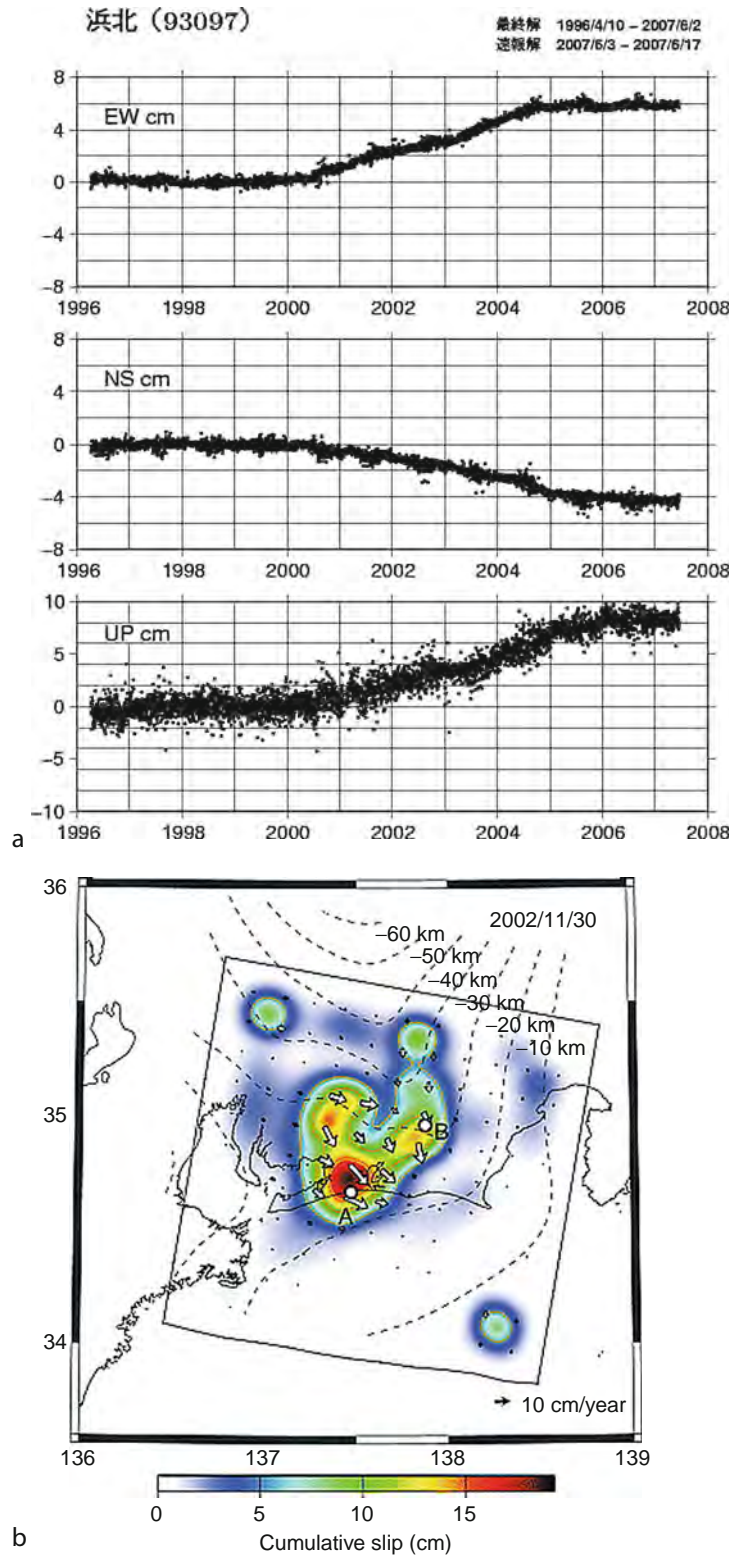 浜北（93097）
最終解 1996/4/10 – 2007/6/2
速報解 2007/6/3 – 2007/6/17
8
EW cm
4
0
−4
−8
1996 1998 2000 2002 2004 2006 2008
8
NS cm
4
0
−4
−8
1996 1998 2000 2002 2004 2006 2008
10
UP cm
5
0
−5
−10
1996 1998 2000 2002 2004 2006 2008
a
36
2002/11/30
−60 km
−50 km
−40 km
−30 km
−20 km
−10 km
35
B
A
34
10 cm/year
136 137 138 139
0 5 10 15
Cumulative slip (cm)
b